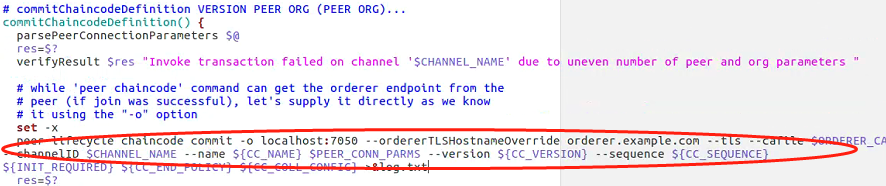 # commitChaincodeDefinition VERSION PEER ORG (PEER ORG)...
commitChaincodeDefinition() {
parsePeerConnectionParameters $@
res=$?
verifyResult $res "Invoke transaction failed on channel '$CHANNEL_NAME' due to uneven number of peer and org parameters "
# while 'peer chaincode' command can get the orderer endpoint from the
# peer (if join was successful), let's supply it directly as we know
# it using the "-o" option
set -x
peer lifecycle chaincode commit -o localhost:7050 --ordererTLSHostnameOverride orderer.example.com --tls --cafile $ORDERER_CA
--channelID $CHANNEL_NAME --name ${CC_NAME} $PEER_CONN_PARMS --version ${CC_VERSION} --sequence ${CC_SEQUENCE}
${INIT_REQUIRED} ${CC_END_POLICY} ${CC_COLL_CONFIG} >&log.txt
res=$?